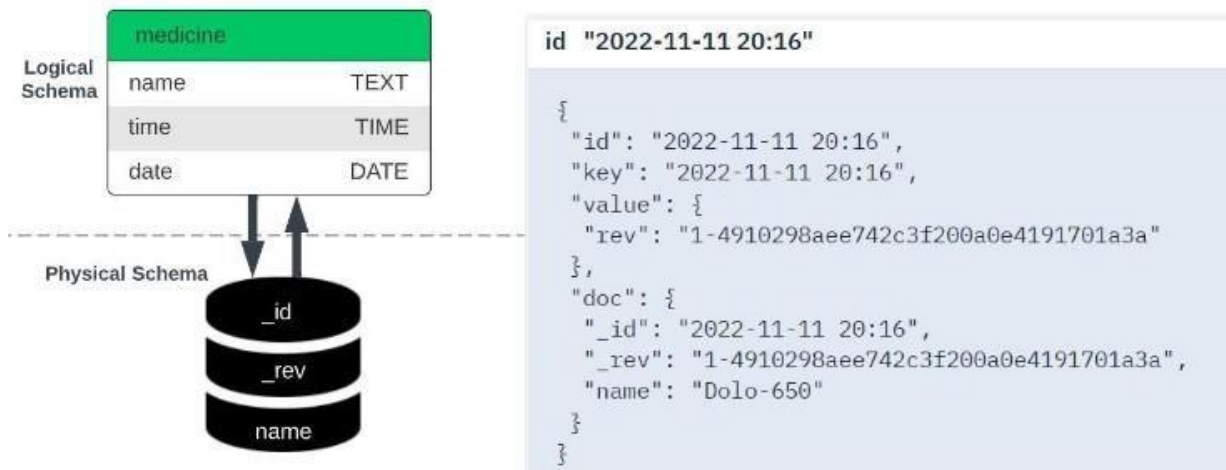 medicine
Logical
Schema
name TEXT
time TIME
date DATE
Physical Schema
_id
_rev
name
id "2022-11-11 20:16"
{
"id": "2022-11-11 20:16",
"key": "2022-11-11 20:16",
"value": {
"rev": "1-4910298aee742c3f200a0e4191701a3a"
},
"doc": {
"_id": "2022-11-11 20:16",
"_rev": "1-4910298aee742c3f200a0e4191701a3a",
"name": "Dolo-650"
}
}